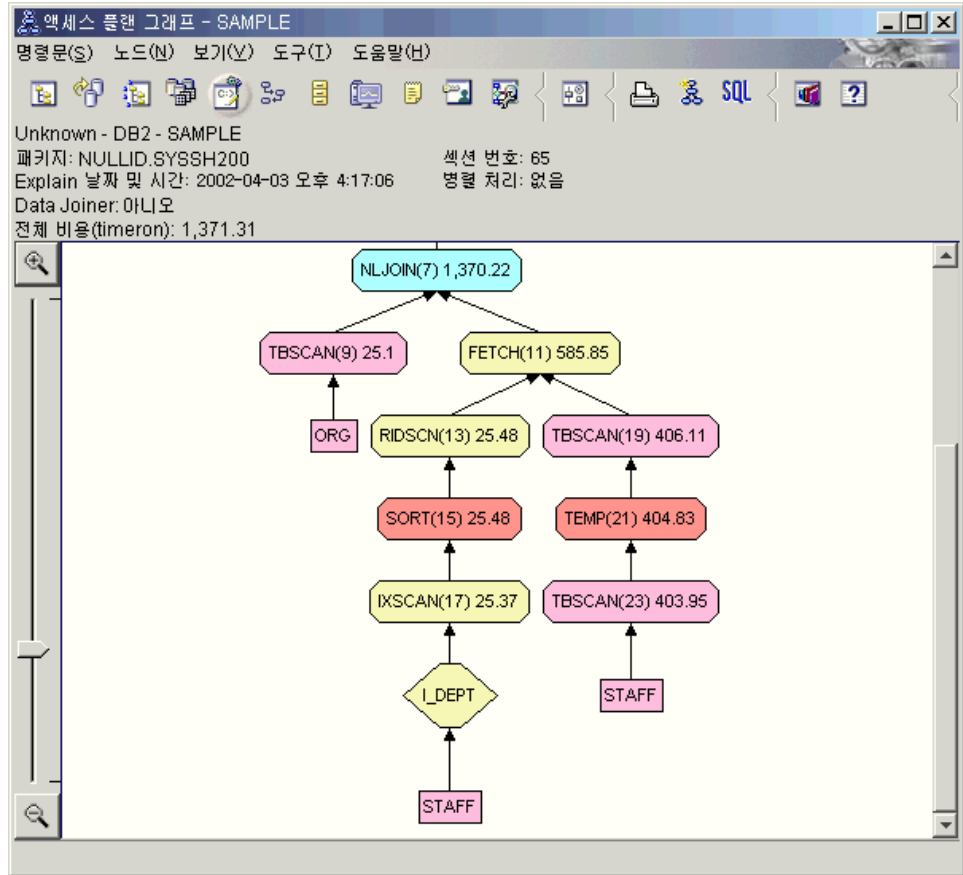 액세스 플랜 그래프 - SAMPLE
명령문(S) 노드(N) 보기(V) 도구(T) 도움말(H)
SQL ?
Unknown - DB2 - SAMPLE
패키지: NULLID.SYSSH200 섹션 번호: 65
Explain 날짜 및 시간: 2002-04-03 오후 4:17:06 병렬 처리: 없음
Data Joiner: 아니오
전체 비용(timeron): 1,371.31
NLJOIN(7) 1,370.22
TBSCAN(9) 25.1 FETCH(11) 585.85
ORG RIDSCN(13) 25.48 TBSCAN(19) 406.11
SORT(15) 25.48 TEMP(21) 404.83
IXSCAN(17) 25.37 TBSCAN(23) 403.95
I_DEPT STAFF
STAFF